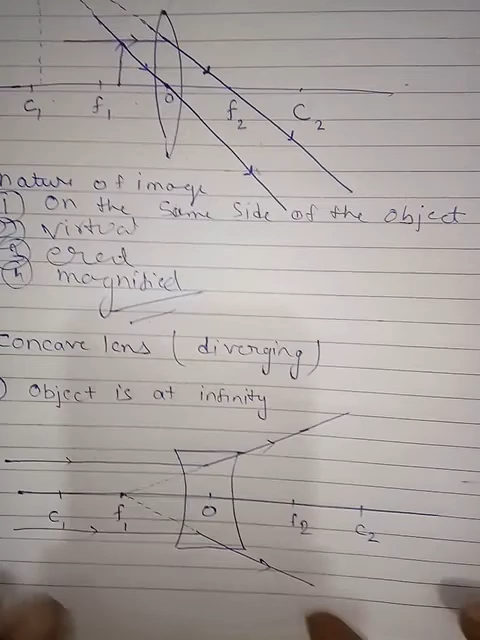 C1 f1 O f2 C2
nature of image
1) On the same side of the object
2) virtual
3) erect
4) magnified
Concave lens (diverging)
Object is at infinity
C1 f1 O f2 C2